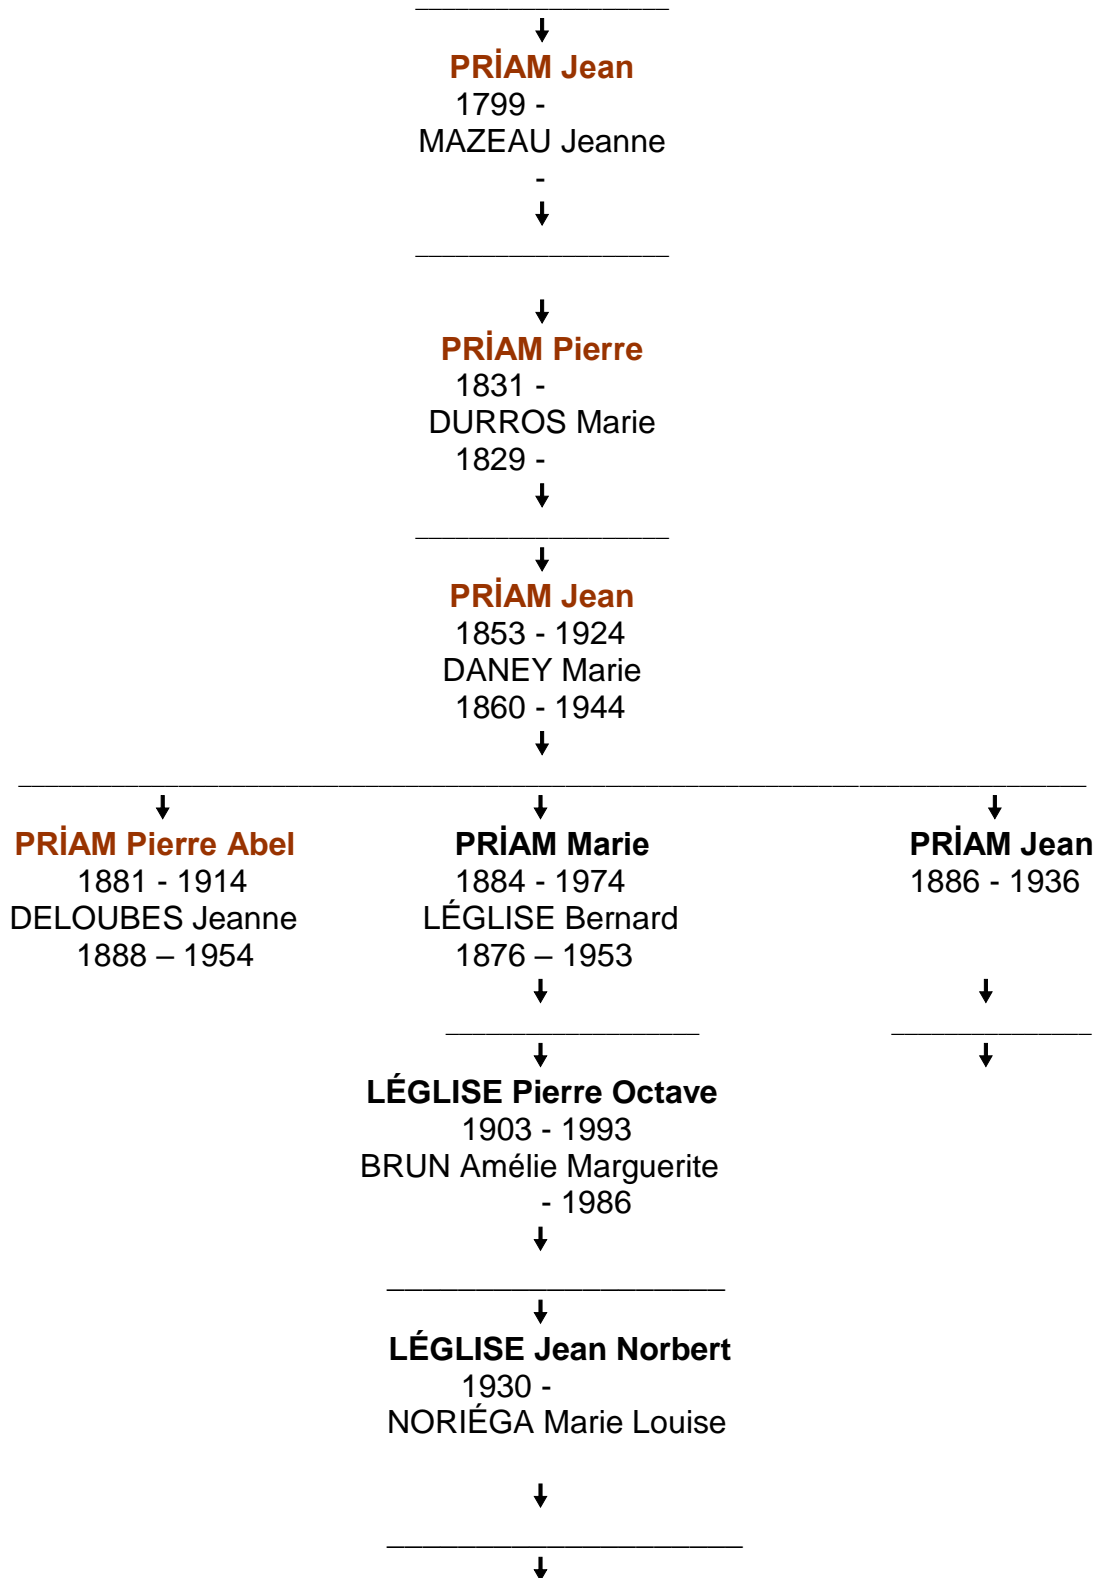 PRİAM Jean
1799 -
MAZEAU Jeanne
-
PRİAM Pierre
1831 -
DURROS Marie
1829 -
PRİAM Jean
1853 - 1924
DANEY Marie
1860 - 1944
PRİAM Pierre Abel
1881 - 1914
DELOUBES Jeanne
1888 – 1954
PRİAM Marie
1884 - 1974
LÉGLISE Bernard
1876 – 1953
PRİAM Jean
1886 - 1936
LÉGLISE Pierre Octave
1903 - 1993
BRUN Amélie Marguerite
- 1986
LÉGLISE Jean Norbert
1930 -
NORIÉGA Marie Louise